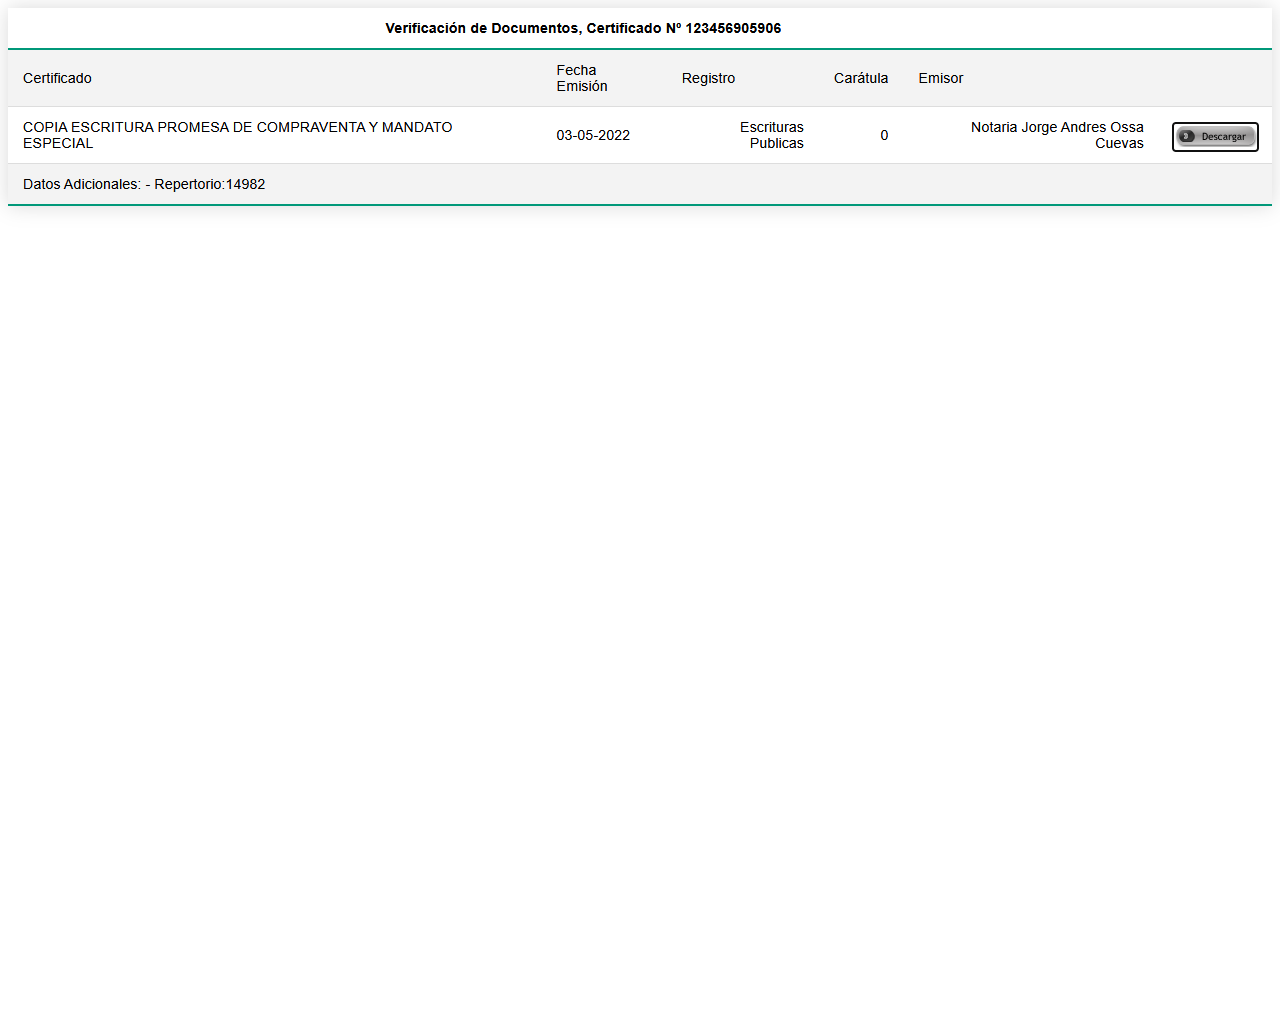 Verificación de Documentos, Certificado Nº 123456905906
Certificado
Fecha
Emisión
Registro
Carátula
Emisor
COPIA ESCRITURA PROMESA DE COMPRAVENTA Y MANDATO
ESPECIAL
03-05-2022
Escrituras
Publicas
0
Notaria Jorge Andres Ossa
Cuevas
Descargar
Datos Adicionales: - Repertorio:14982